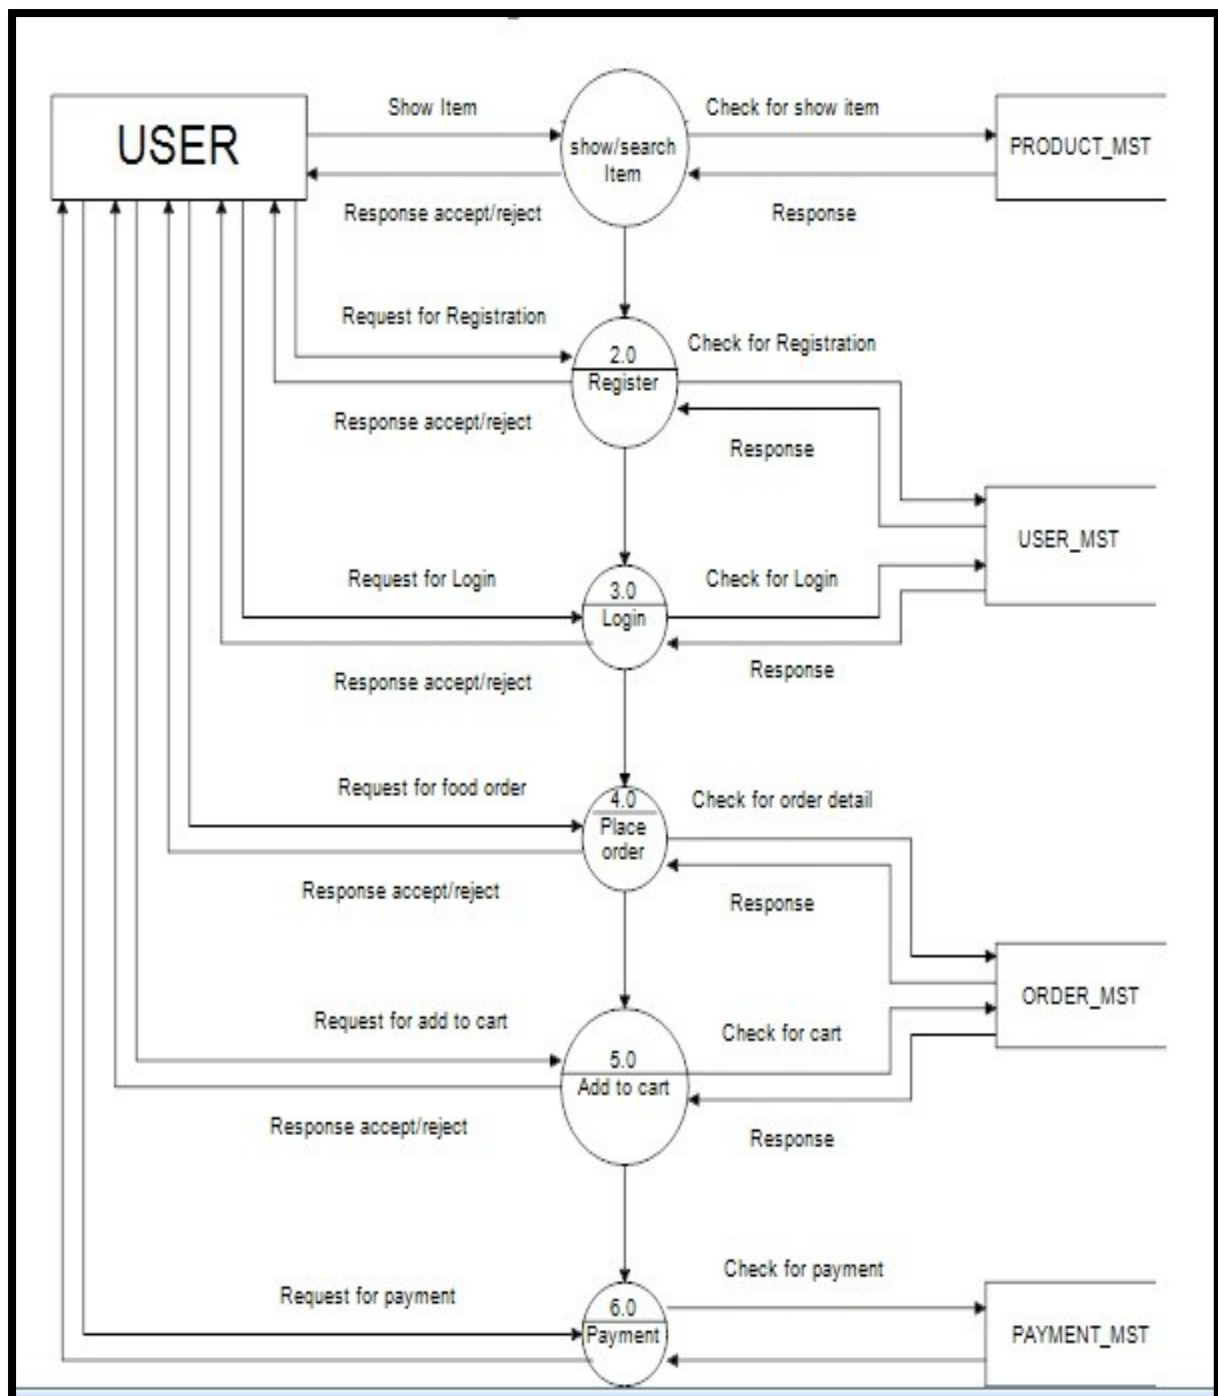 Show Item
Check for show item
USER
show/search
Item
PRODUCT_MST
Response accept/reject
Response
Request for Registration
Check for Registration
2.0
Register
Response accept/reject
Response
USER_MST
Request for Login
Check for Login
3.0
Login
Response accept/reject
Response
Request for food order
Check for order detail
4.0
Place
order
Response accept/reject
Response
ORDER_MST
Request for add to cart
Check for cart
5.0
Add to cart
Response accept/reject
Response
Check for payment
Request for payment
6.0
Payment
PAYMENT_MST